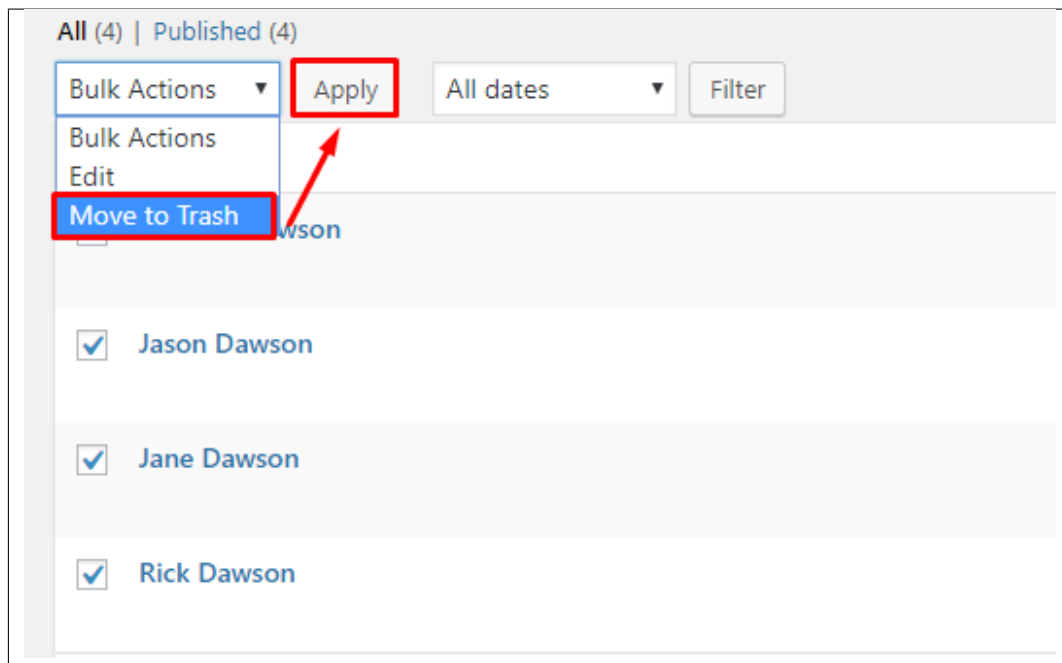 All (4) | Published (4)
Bulk Actions Apply All dates Filter
Bulk Actions
Edit
Move to Trash
Jason Dawson
Jane Dawson
Rick Dawson